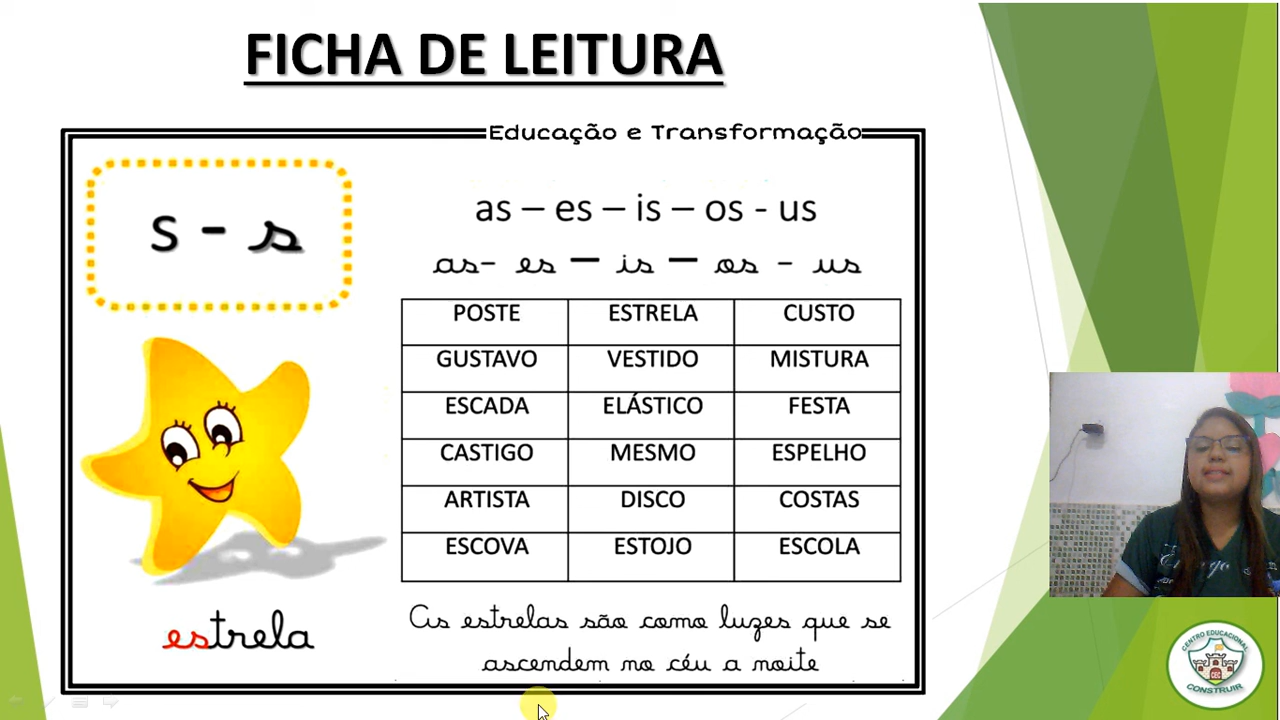 FICHA DE LEITURA
Educação e Transformação
s - s
as – es – is – os - us
as- es – is – os - us
POSTE ESTRELA CUSTO
GUSTAVO VESTIDO MISTURA
ESCADA ELÁSTICO FESTA
CASTIGO MESMO ESPELHO
ARTISTA DISCO COSTAS
ESCOVA ESTOJO ESCOLA
estrela
As estrelas são como luzes que se
ascendem no céu a noite
CENTRO EDUCACIONAL
CEC
CONSTRUIR